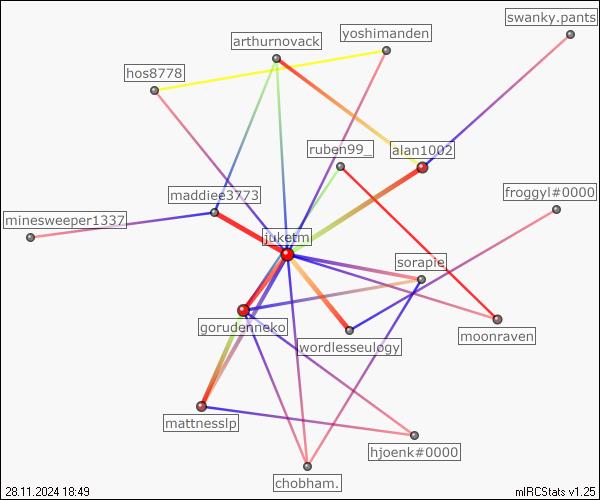 swanky.pants
yoshimanden
arthurnovack
hos8778
ruben99_
alan1002
maddiee3773
froggyl#0000
minesweeper1337
juketm
sorapie_
gorudenneko
moonraven
wordlesseulogy
mattnesslp
hjoenk#0000
chobham.
28.11.2024 18:49
mIRCStats v1.25